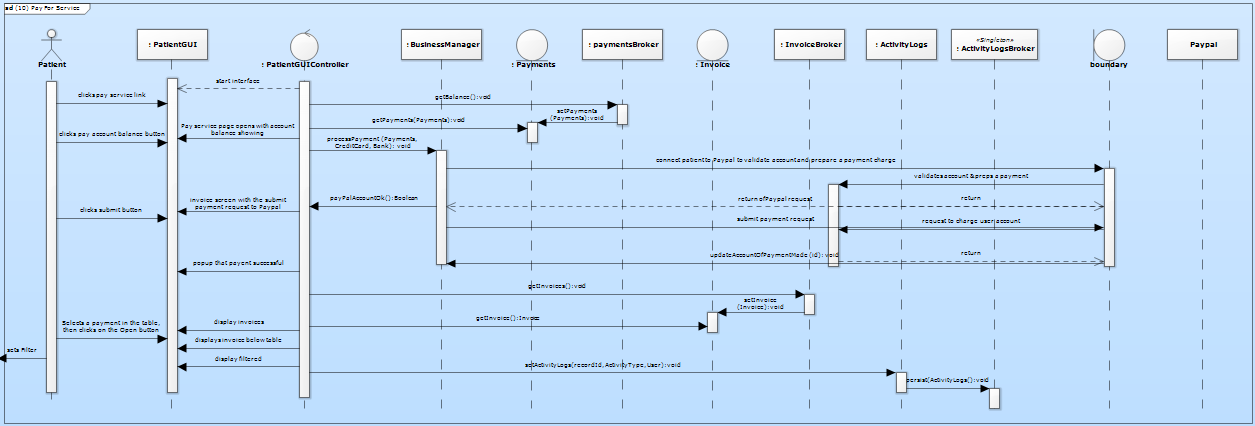 sd (10) Pay For Service
Patient
: PatientGUI
: PatientGUIController
: BusinessManager
: Payments
: paymentsBroker
: Invoice
: InvoiceBroker
: ActivityLogs
«Singleton»
: ActivityLogsBroker
boundary
Paypal
start interface
clicks pay service link
getBalance():void
setPayments
(Payments):void
getPayments(Payments):void
clicks pay account balance button
Pay service page opens with account
balance showing
processPayment (Payments,
CreditCard, Bank): void
connect patient to Paypal to validate account and prepare a payment charge
validates account & preps a payment
invoice screen with the submit
payment request to Paypal
payPalAccountOk():Boolean
return of Paypal request
return
clicks submit button
submit payment request
request to charge user account
updateAccountOfPaymentMade (id): void
return
popup that payent successful
getInvoices():void
setInvoice
(Invoice):void
getInvoice():Invoice
display invoices
Selects a payment in the table,
then clicks on the Open button
displays invoice below table
sets Filter
display filtered
setActivityLogs(recordId,ActivityType,User):void
persist(ActivityLogs():void